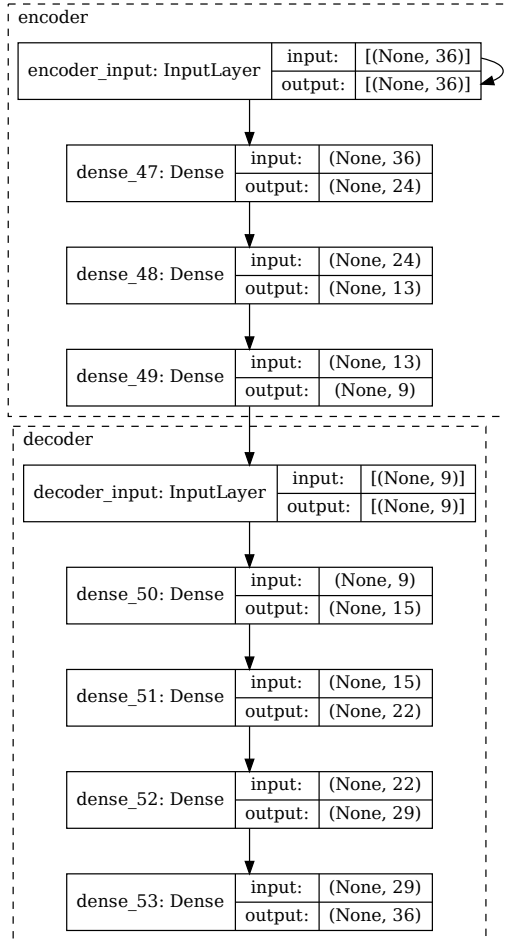 encoder
encoder_input: InputLayer
input: [(None, 36)]
output: [(None, 36)]
dense_47: Dense
input: (None, 36)
output: (None, 24)
dense_48: Dense
input: (None, 24)
output: (None, 13)
dense_49: Dense
input: (None, 13)
output: (None, 9)
decoder
decoder_input: InputLayer
input: [(None, 9)]
output: [(None, 9)]
dense_50: Dense
input: (None, 9)
output: (None, 15)
dense_51: Dense
input: (None, 15)
output: (None, 22)
dense_52: Dense
input: (None, 22)
output: (None, 29)
dense_53: Dense
input: (None, 29)
output: (None, 36)